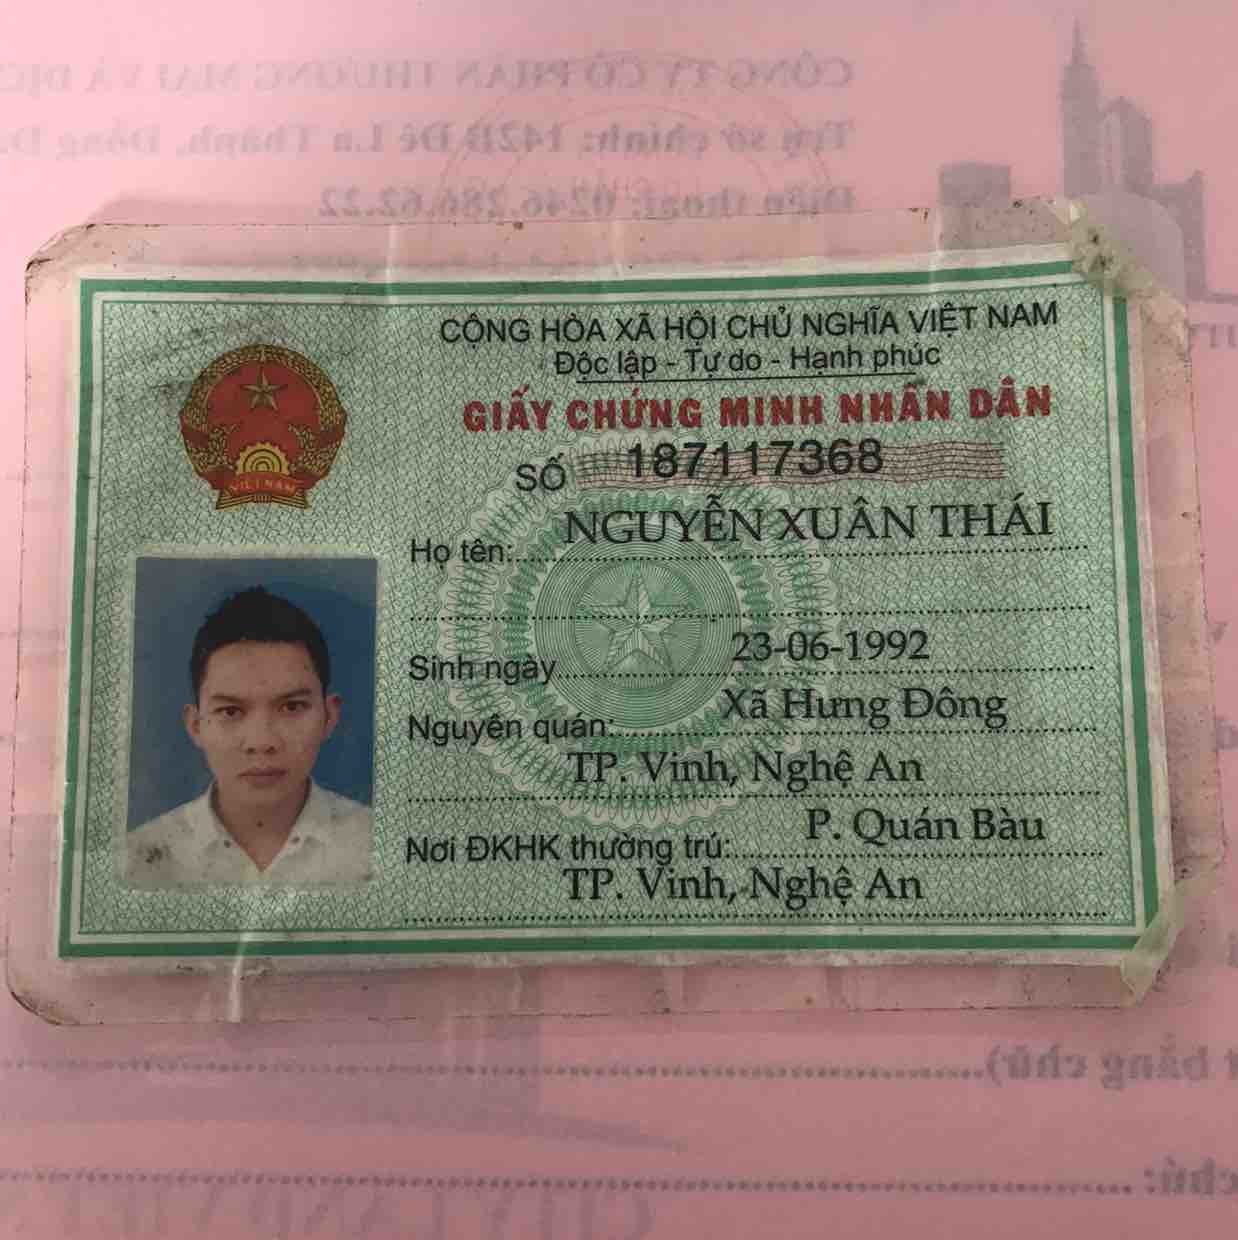 CÔNG TY CỔ PHẦN THƯƠNG MẠI VÀ
Trụ sở chính: 142B Đê La Thành, Đống
Điện thoại: 0246.286.62.22
CỘNG HÒA XÃ HỘI CHỦ NGHĨA VIỆT NAM
Độc lập - Tự do - Hạnh phúc
GIẤY CHỨNG MINH NHÂN DÂN
VIỆT NAM
SỐ 187117368
Họ tên: NGUYỄN XUÂN THÁI
Sinh ngày 23-06-1992
Nguyên quán: Xã Hưng Đông
TP. Vinh, Nghệ An
Nơi ĐKHK thường trú: P. Quán Bàu
TP. Vinh, Nghệ An
bằng chữ)